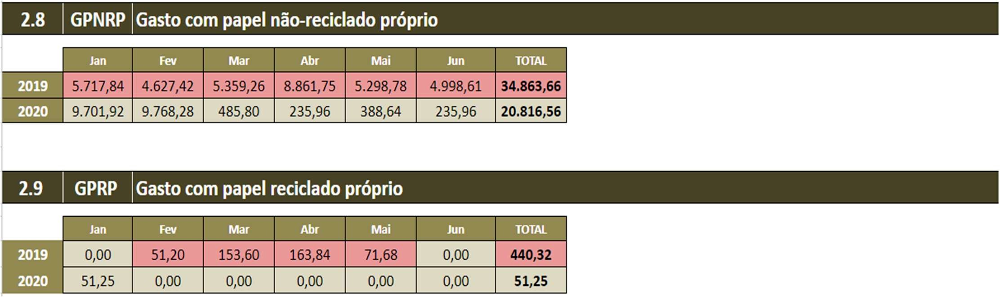 2.8 GPNRP Gasto com papel não-reciclado próprio
Jan Fev Mar Abr Mai Jun TOTAL
2019 5.717,84 4.627,42 5.359,26 8.861,75 5.298,78 4.998,61 34.863,66
2020 9.701,92 9.768,28 485,80 235,96 388,64 235,96 20.816,56
2.9 GPRP Gasto com papel reciclado próprio
Jan Fev Mar Abr Mai Jun TOTAL
2019 0,00 51,20 153,60 163,84 71,68 0,00 440,32
2020 51,25 0,00 0,00 0,00 0,00 0,00 51,25